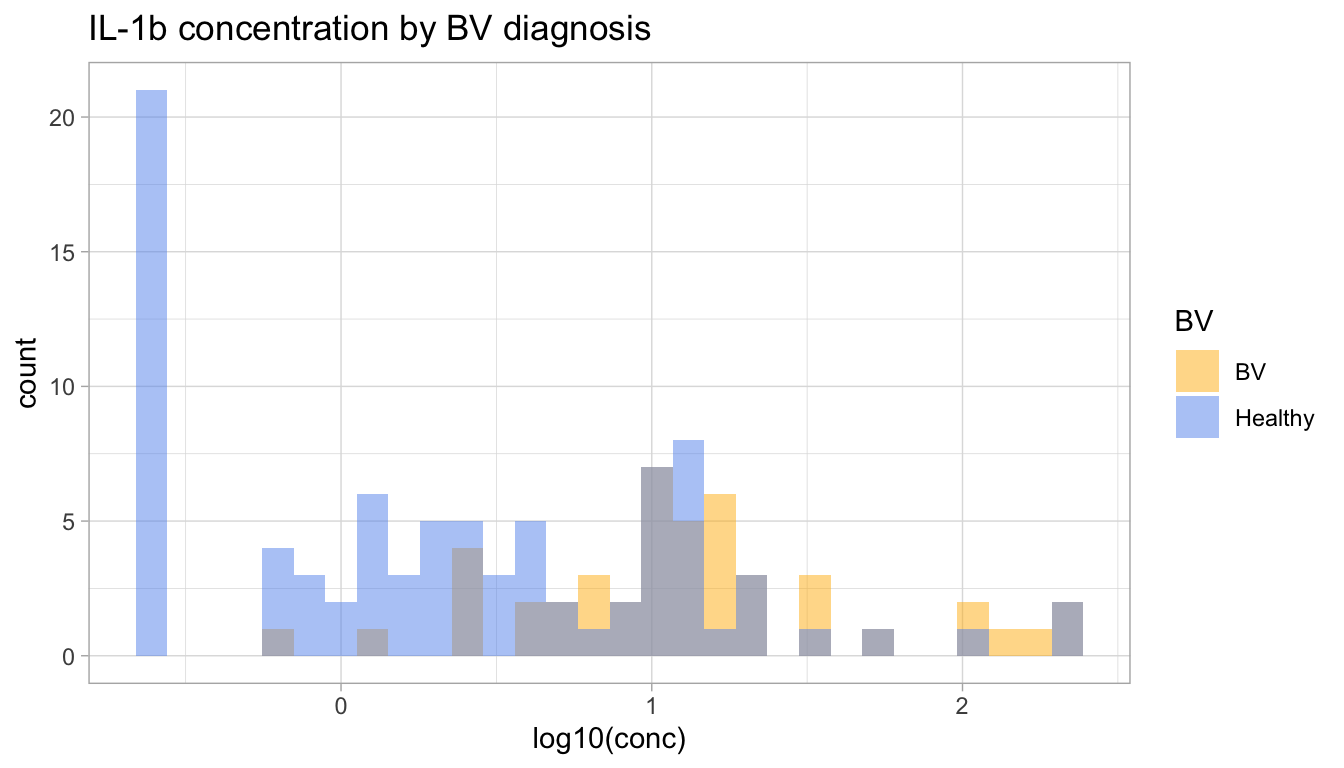 IL-1b concentration by BV diagnosis
20
15
10
5
0
count
0 1 2
log10(conc)
BV
BV
Healthy